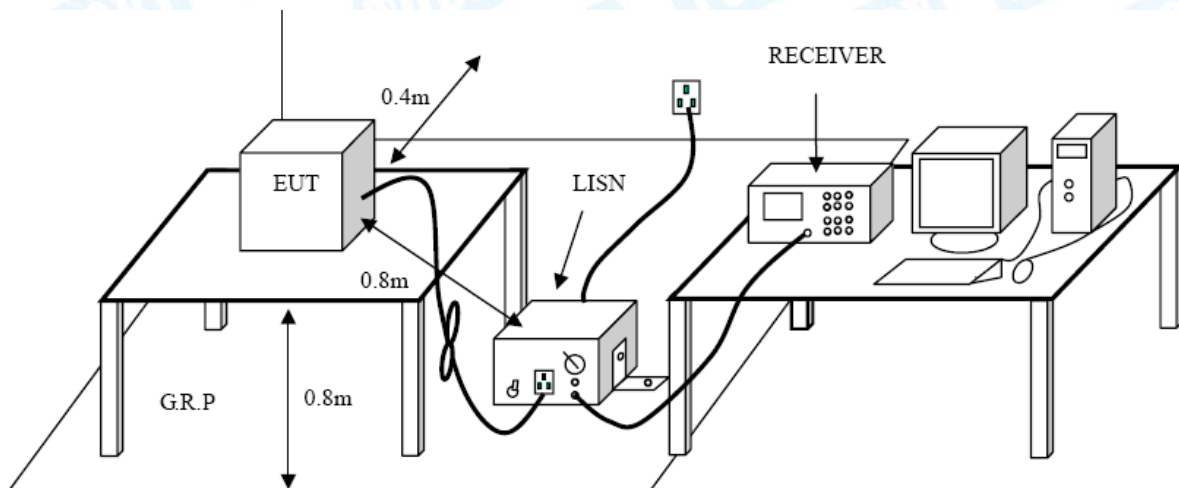 RECEIVER
0.4m
EUT
LISN
0.8m
G.R.P
0.8m